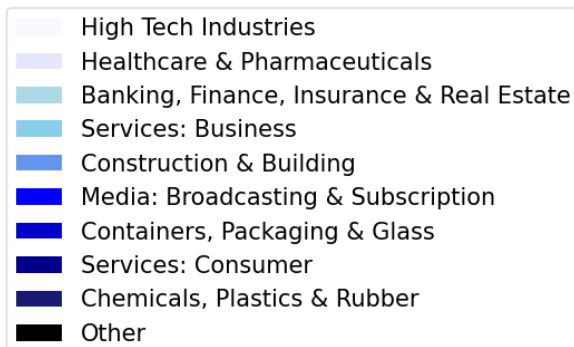 High Tech Industries
Healthcare & Pharmaceuticals
Banking, Finance, Insurance & Real Estate
Services: Business
Construction & Building
Media: Broadcasting & Subscription
Containers, Packaging & Glass
Services: Consumer
Chemicals, Plastics & Rubber
Other